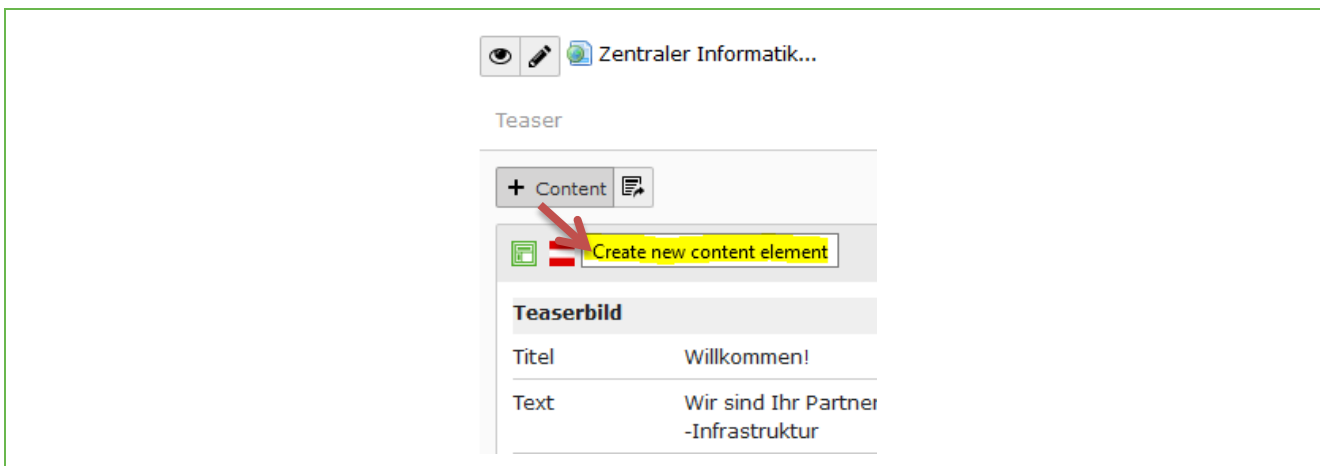 Zentraler Informatik...
Teaser
+ Content
Create new content element
Teaserbild
Titel Willkommen!
Text Wir sind Ihr Partner
-Infrastruktur